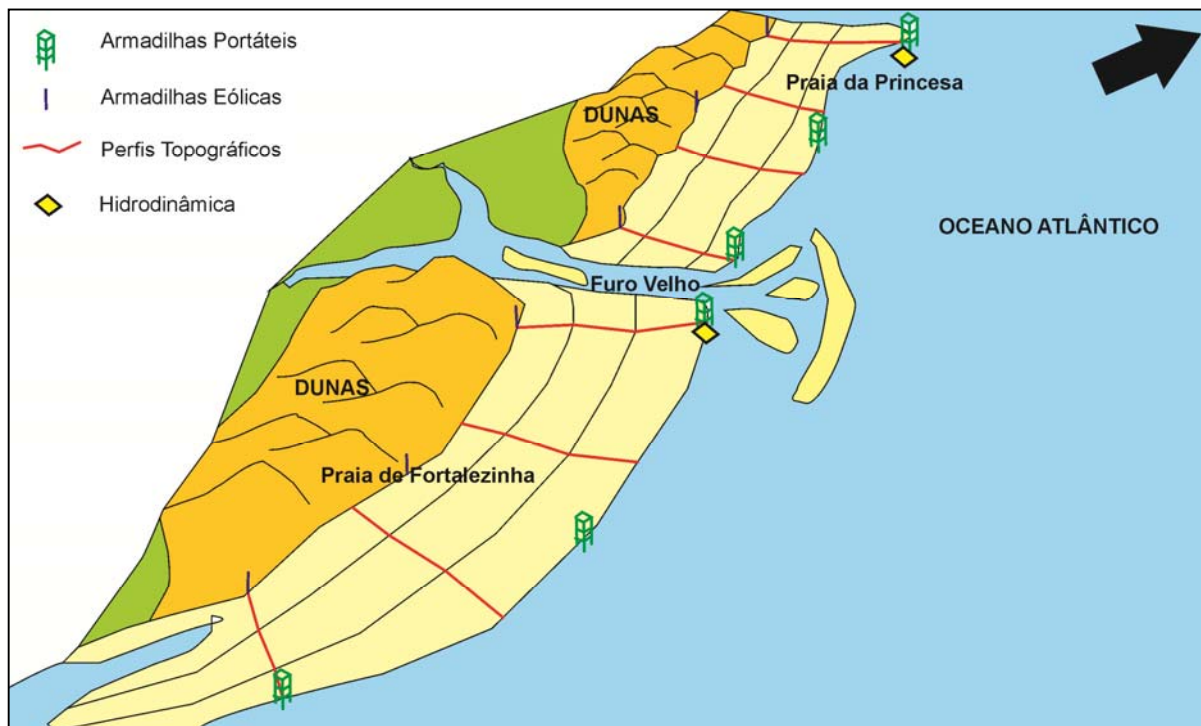 Armadilhas Portáteis
Armadilhas Eólicas
Perfis Topográficos
Hidrodinâmica
Praia da Princesa
DUNAS
OCEANO ATLÂNTICO
Furo Velho
DUNAS
Praia de Fortalezinha